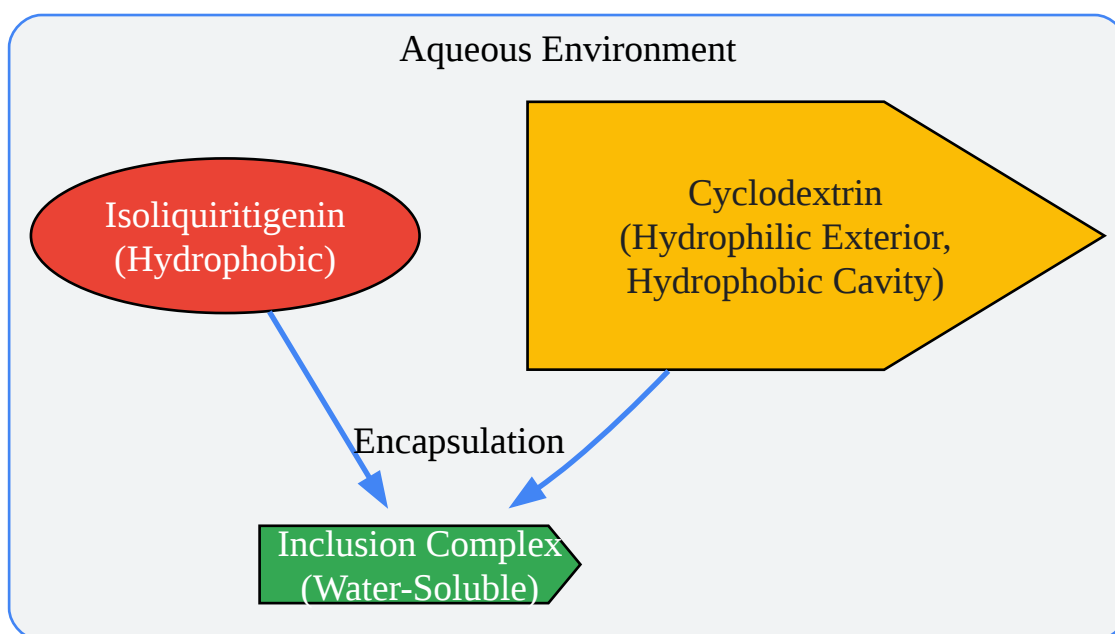 Aqueous Environment
Isoliquiritigenin
(Hydrophobic)
Cyclodextrin
(Hydrophilic Exterior,
Hydrophobic Cavity)
Encapsulation
Inclusion Complex
(Water-Soluble)